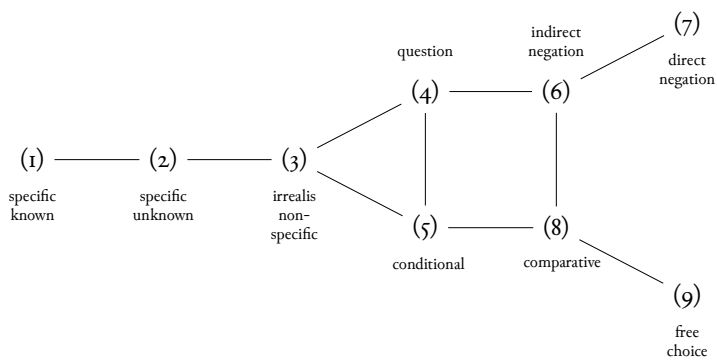 (7)
indirect
negation
question
direct
negation
(4)
(6)
(1)
(2)
(3)
specific
known
specific
unknown
irrealis
non-
specific
(5)
(8)
conditional
comparative
(9)
free
choice